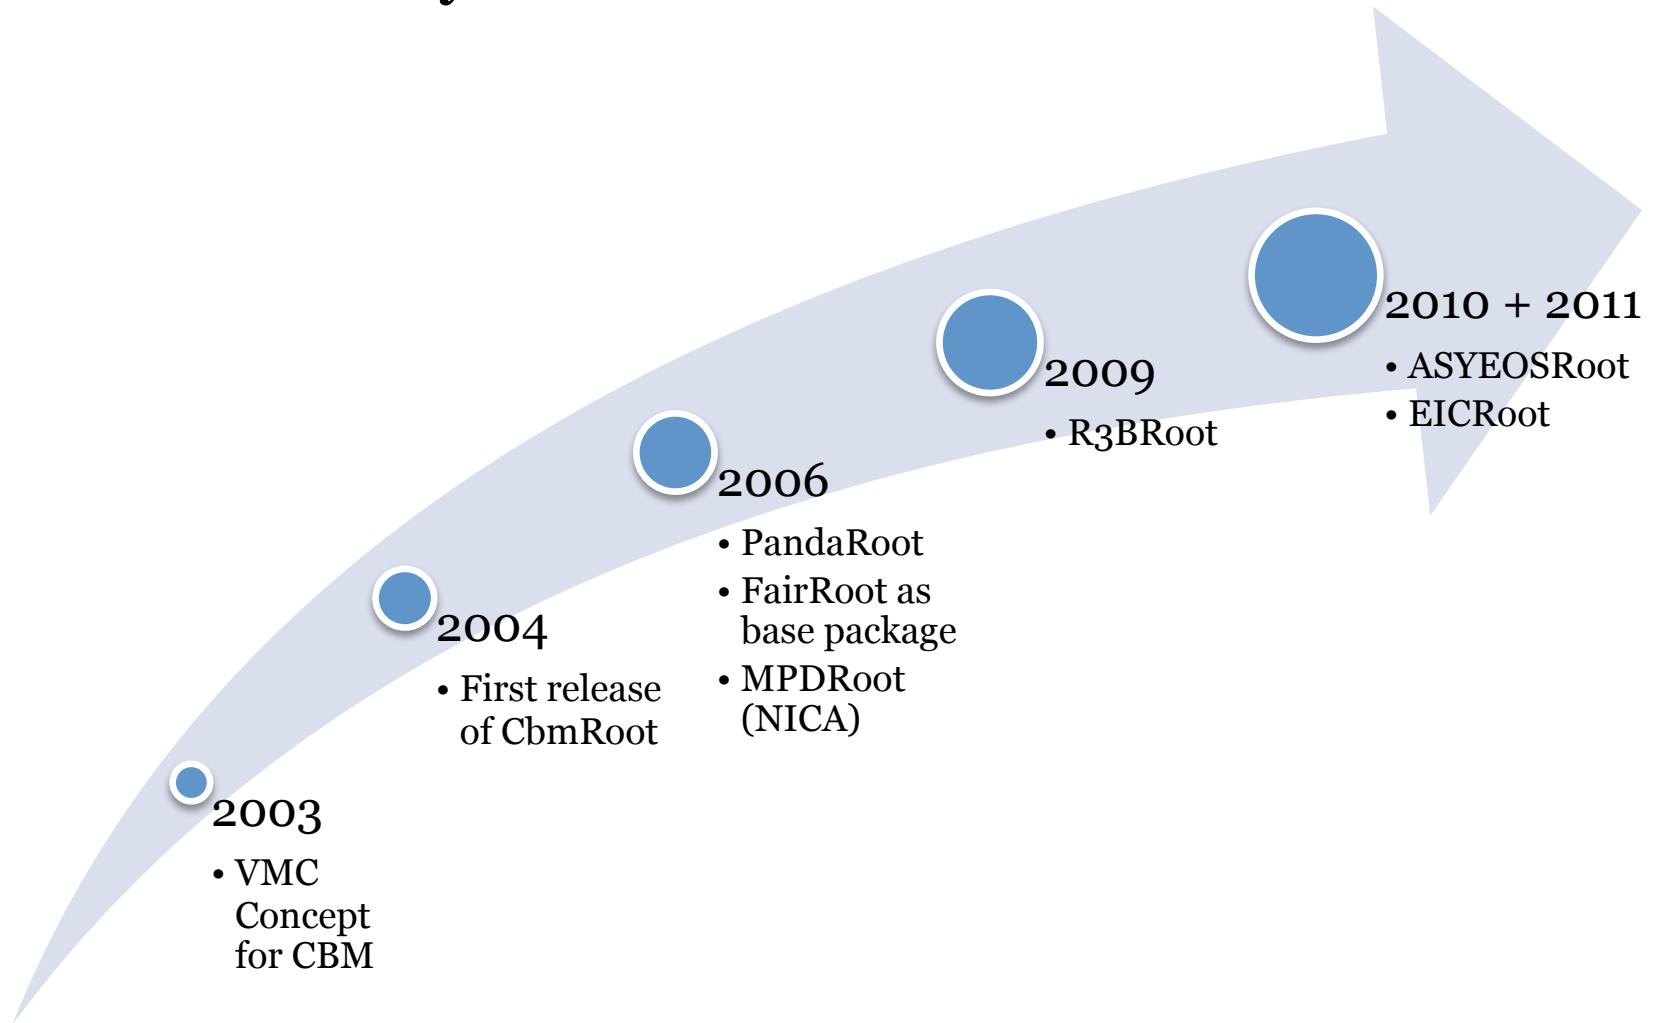 2003
• VMC
Concept
for CBM
2004
• First release
of CbmRoot
2006
• PandaRoot
• FairRoot as
base package
• MPDRoot
(NICA)
2009
• R3BRoot
2010 + 2011
• ASYEOSRoot
• EICRoot